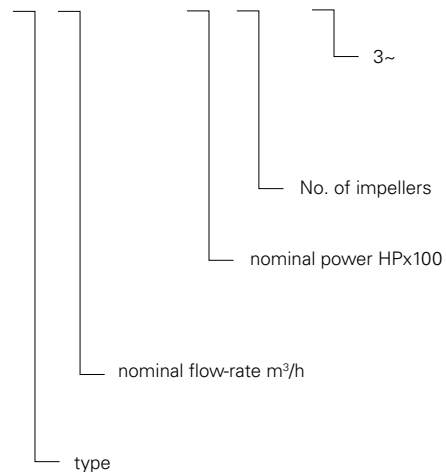 3~
No. of impellers
nominal power HPx100
nominal flow-rate m³/h
type